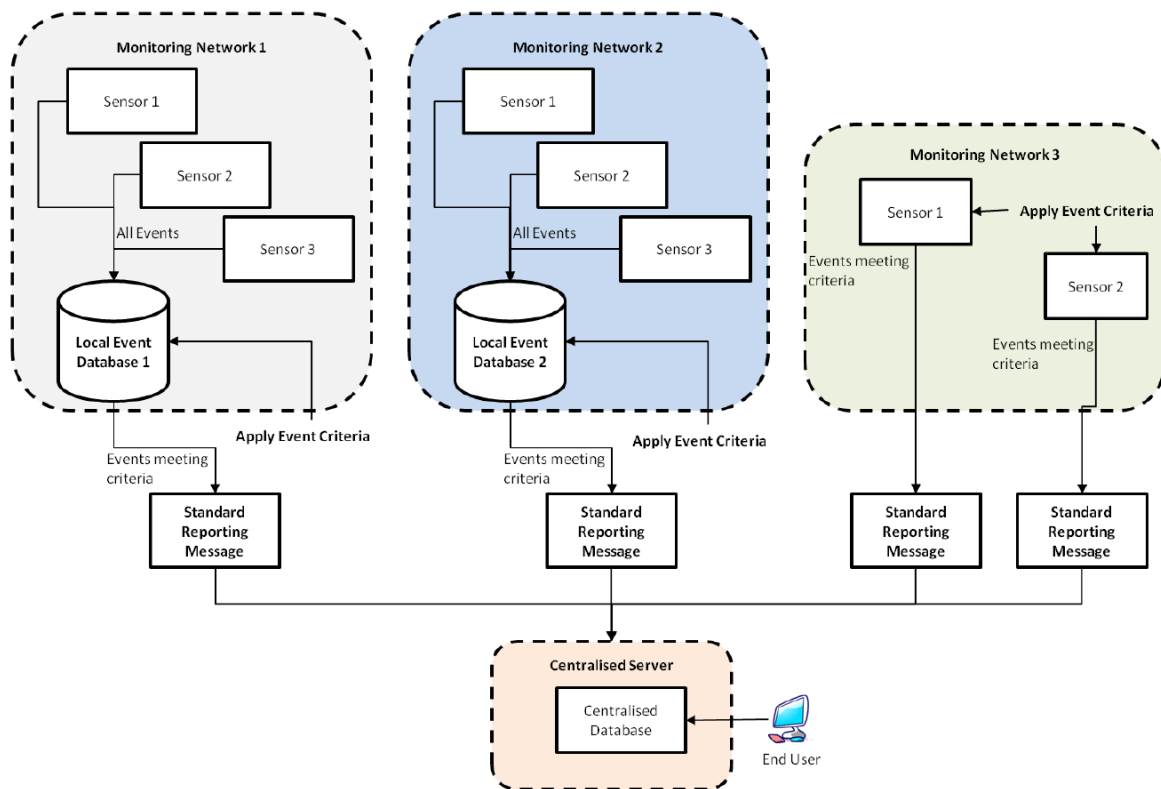 Monitoring Network 1
Sensor 1
Sensor 2
All Events
Sensor 3
Local Event
Database 1
Apply Event Criteria
Events meeting
criteria
Standard
Reporting
Message
Monitoring Network 2
Sensor 1
Sensor 2
All Events
Sensor 3
Local Event
Database 2
Apply Event Criteria
Events meeting
criteria
Standard
Reporting
Message
Monitoring Network 3
Sensor 1
Apply Event Criteria
Events meeting
criteria
Sensor 2
Events meeting
criteria
Standard
Reporting
Message
Standard
Reporting
Message
Centralised Server
Centralised
Database
End User